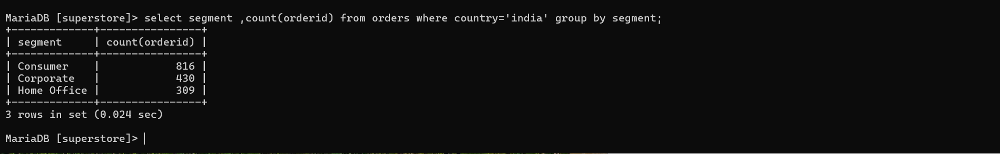 MariaDB [superstore]> select segment ,count(orderid) from orders where country='india' group by segment;
+-------------+----------------+
| segment     | count(orderid) |
+-------------+----------------+
| Consumer    |            816 |
| Corporate   |            430 |
| Home Office |            309 |
+-------------+----------------+
3 rows in set (0.024 sec)
MariaDB [superstore]>